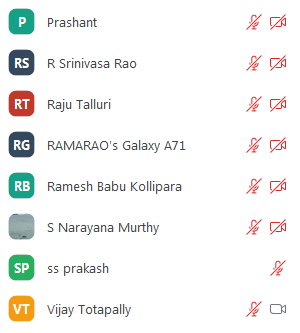 P Prashant
RS R Srinivasa Rao
RT Raju Talluri
RG RAMARAO's Galaxy A71
RB Ramesh Babu Kollipara
S Narayana Murthy
SP ss prakash
VT Vijay Totapally